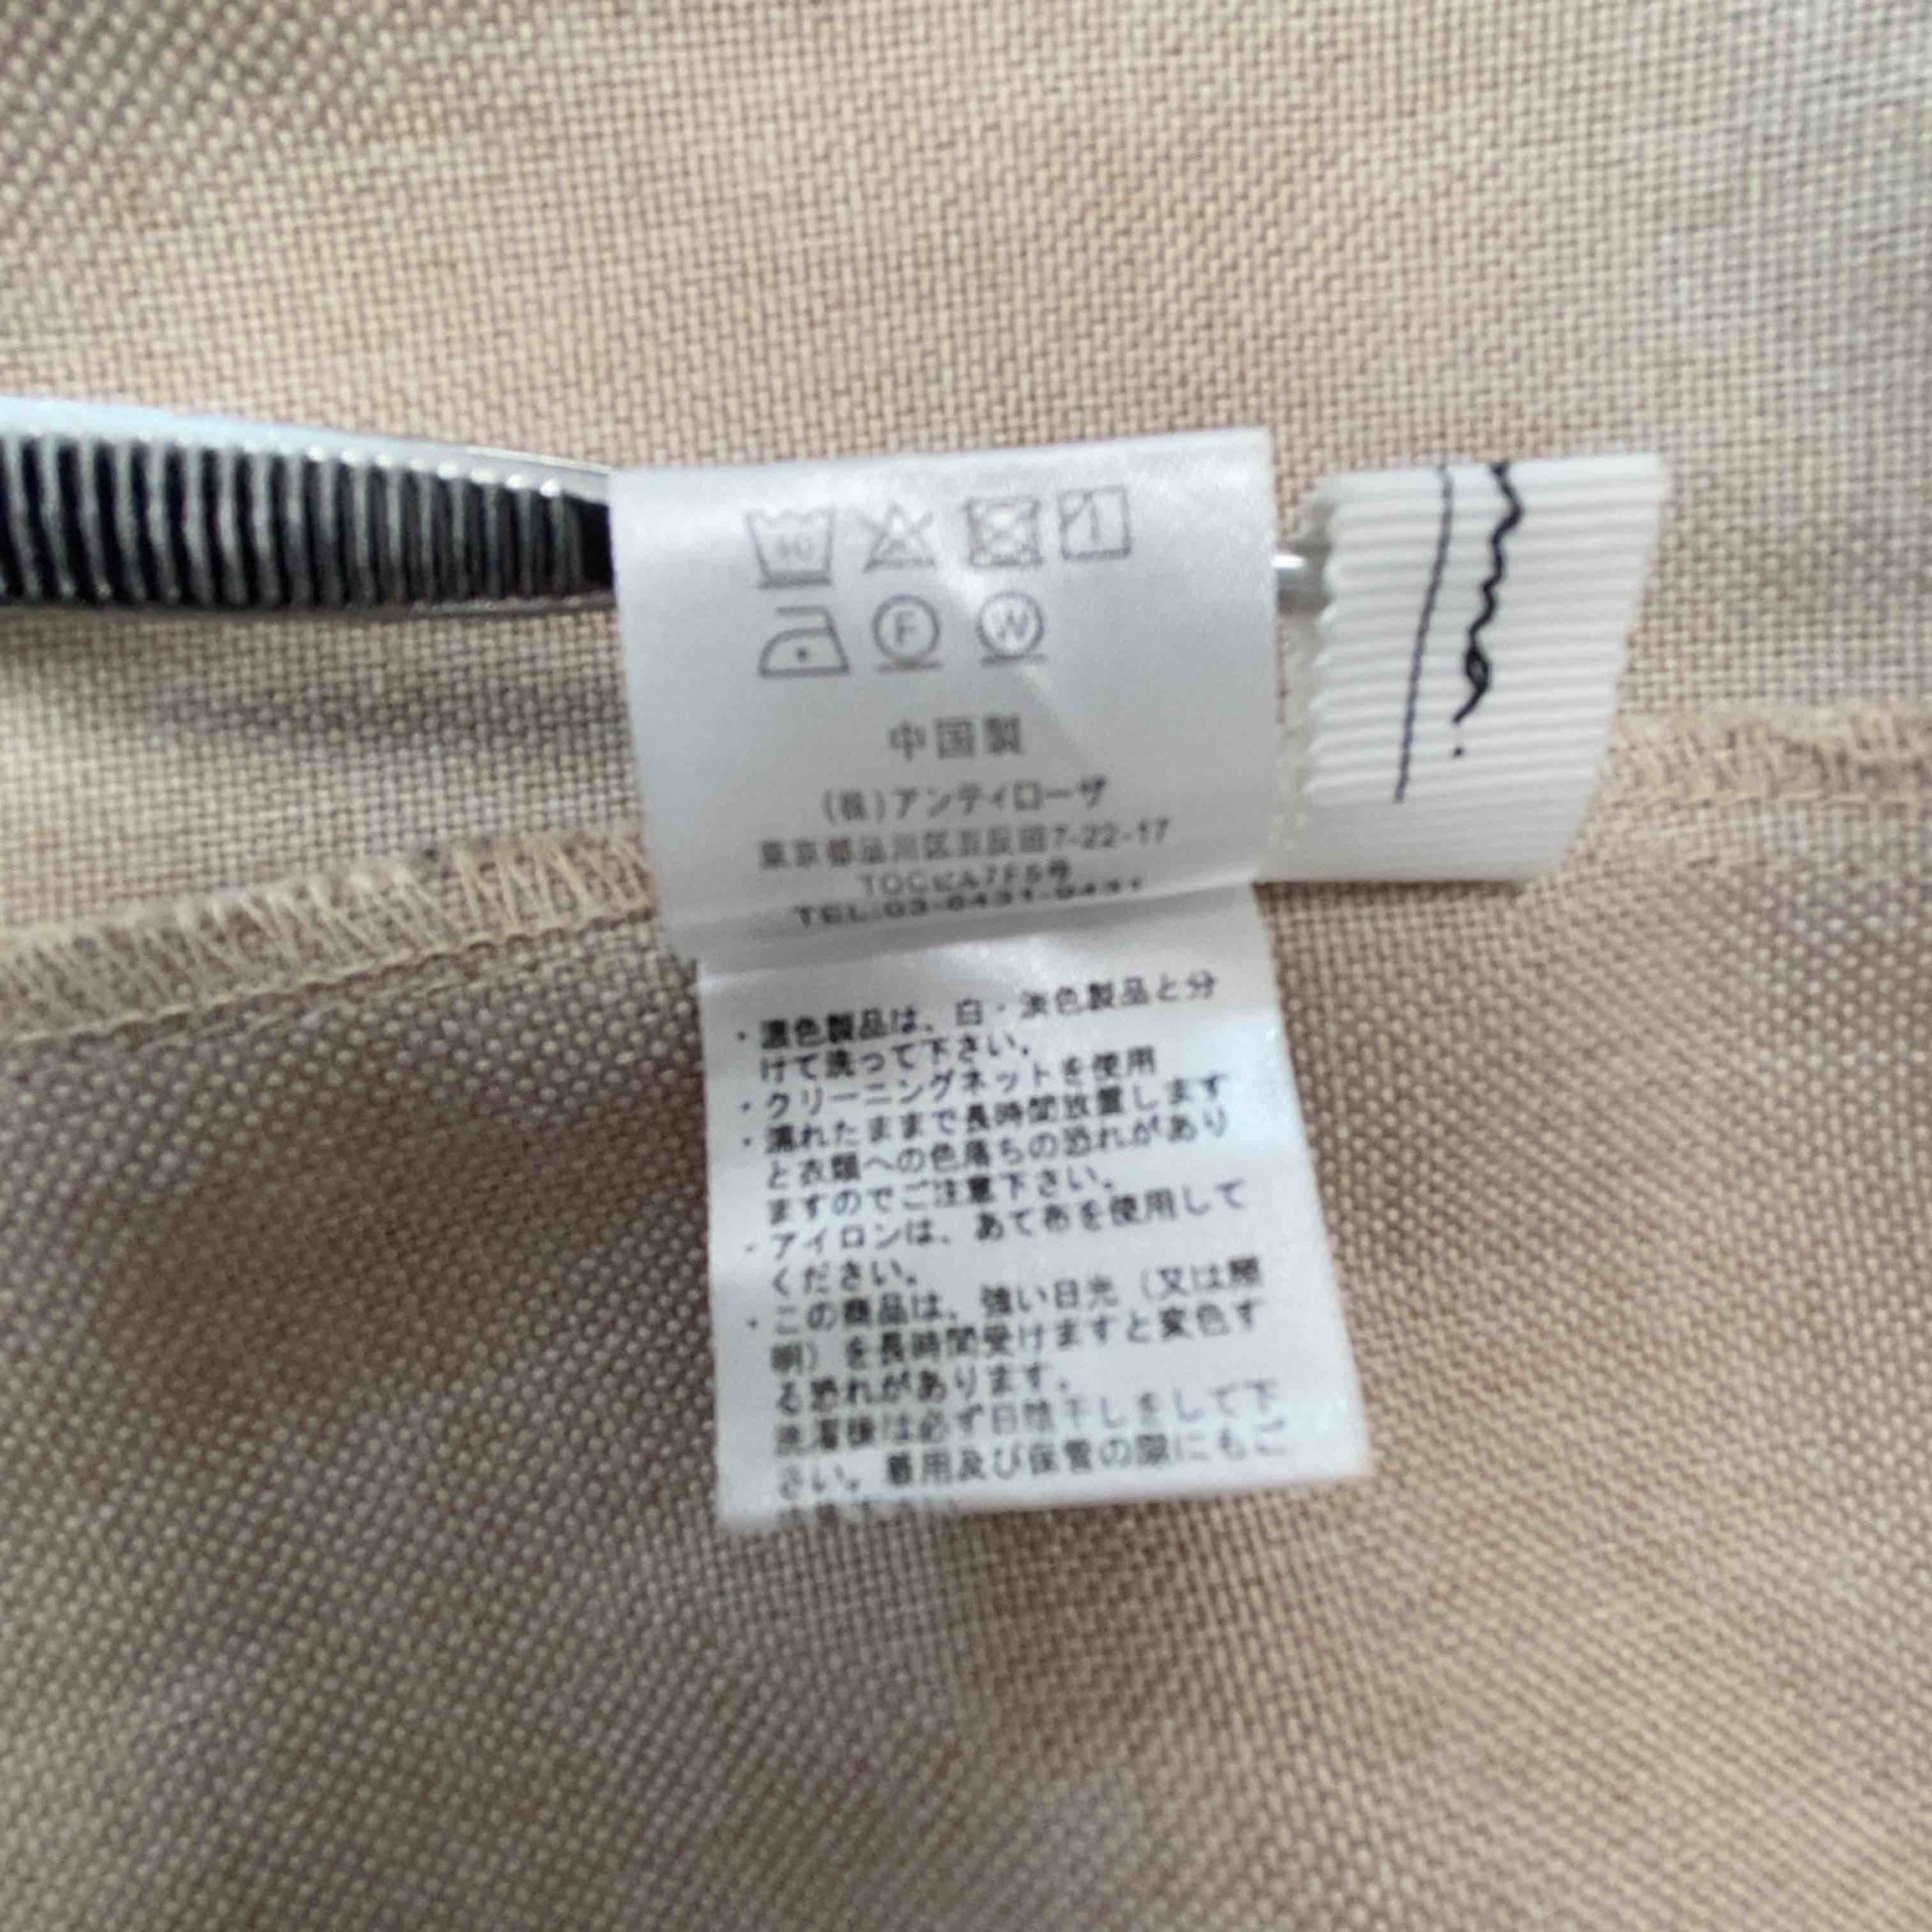 40
F W
中国製
(株)アンティローザ
東京都品川区五反田7-22-17
TOCビル7F5号
TEL:03-6431-9431
・濃色製品は、白・淡色製品と分
けて洗って下さい。
・クリーニングネットを使用
・濡れたままで長時間放置します
と衣類への色落ちの恐れがあり
ますのでご注意下さい。
・アイロンは、あて布を使用して
ください。
・この商品は、強い日光(又は照
明)を長時間受けますと変色す
る恐れがあります。
洗濯後は必ず日陰干しをして下
さい。着用及び保管の際にもご